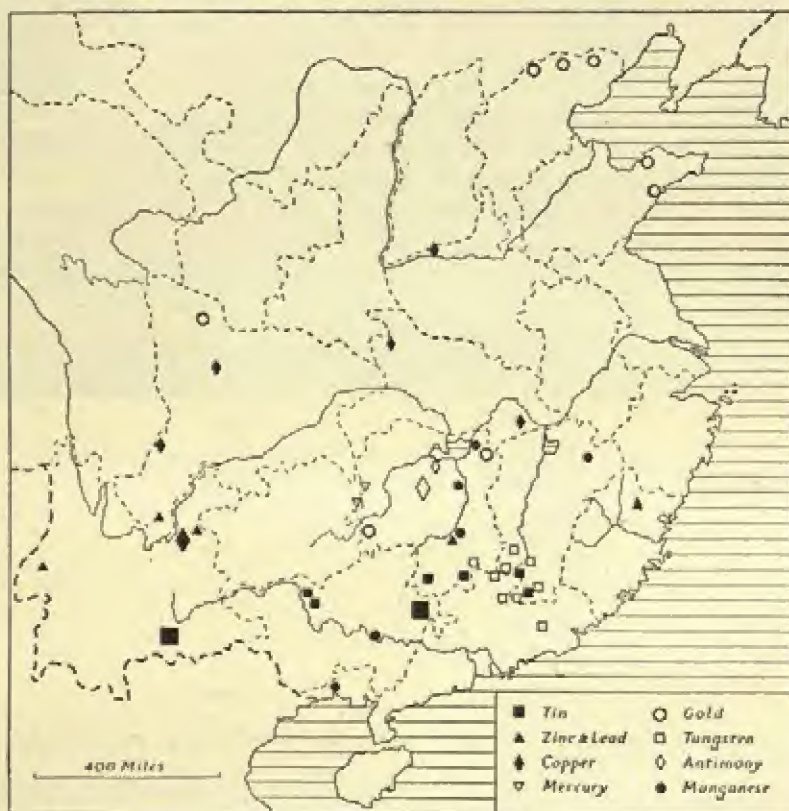 Tin
Gold
Zinc & Lead
Tungsten
Copper
Antimony
Mercury
Manganese
400 Miles